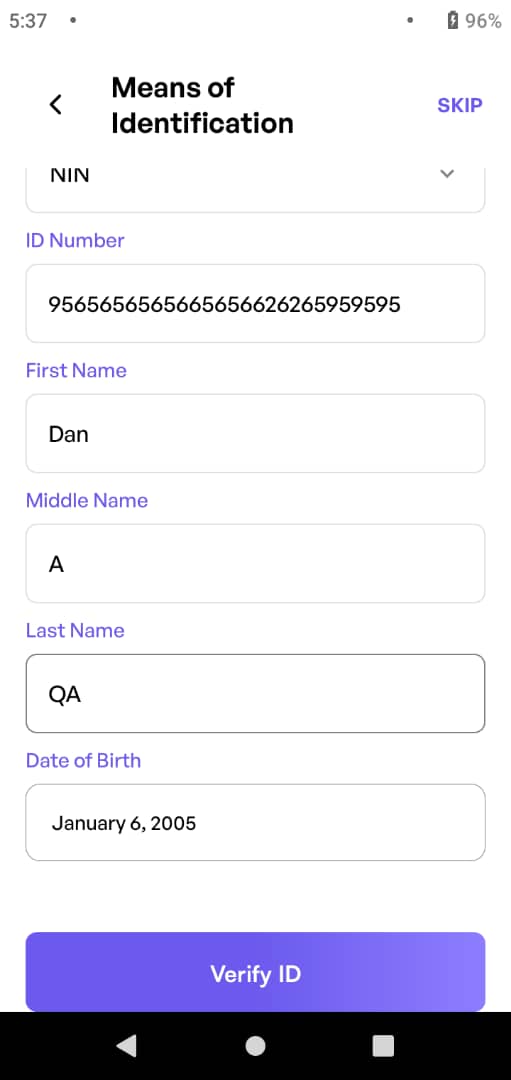 5:37
96%
Means of
Identification
SKIP
NIN
ID Number
9565656565665656626265959595
First Name
Dan
Middle Name
A
Last Name
QA
Date of Birth
January 6, 2005
Verify ID